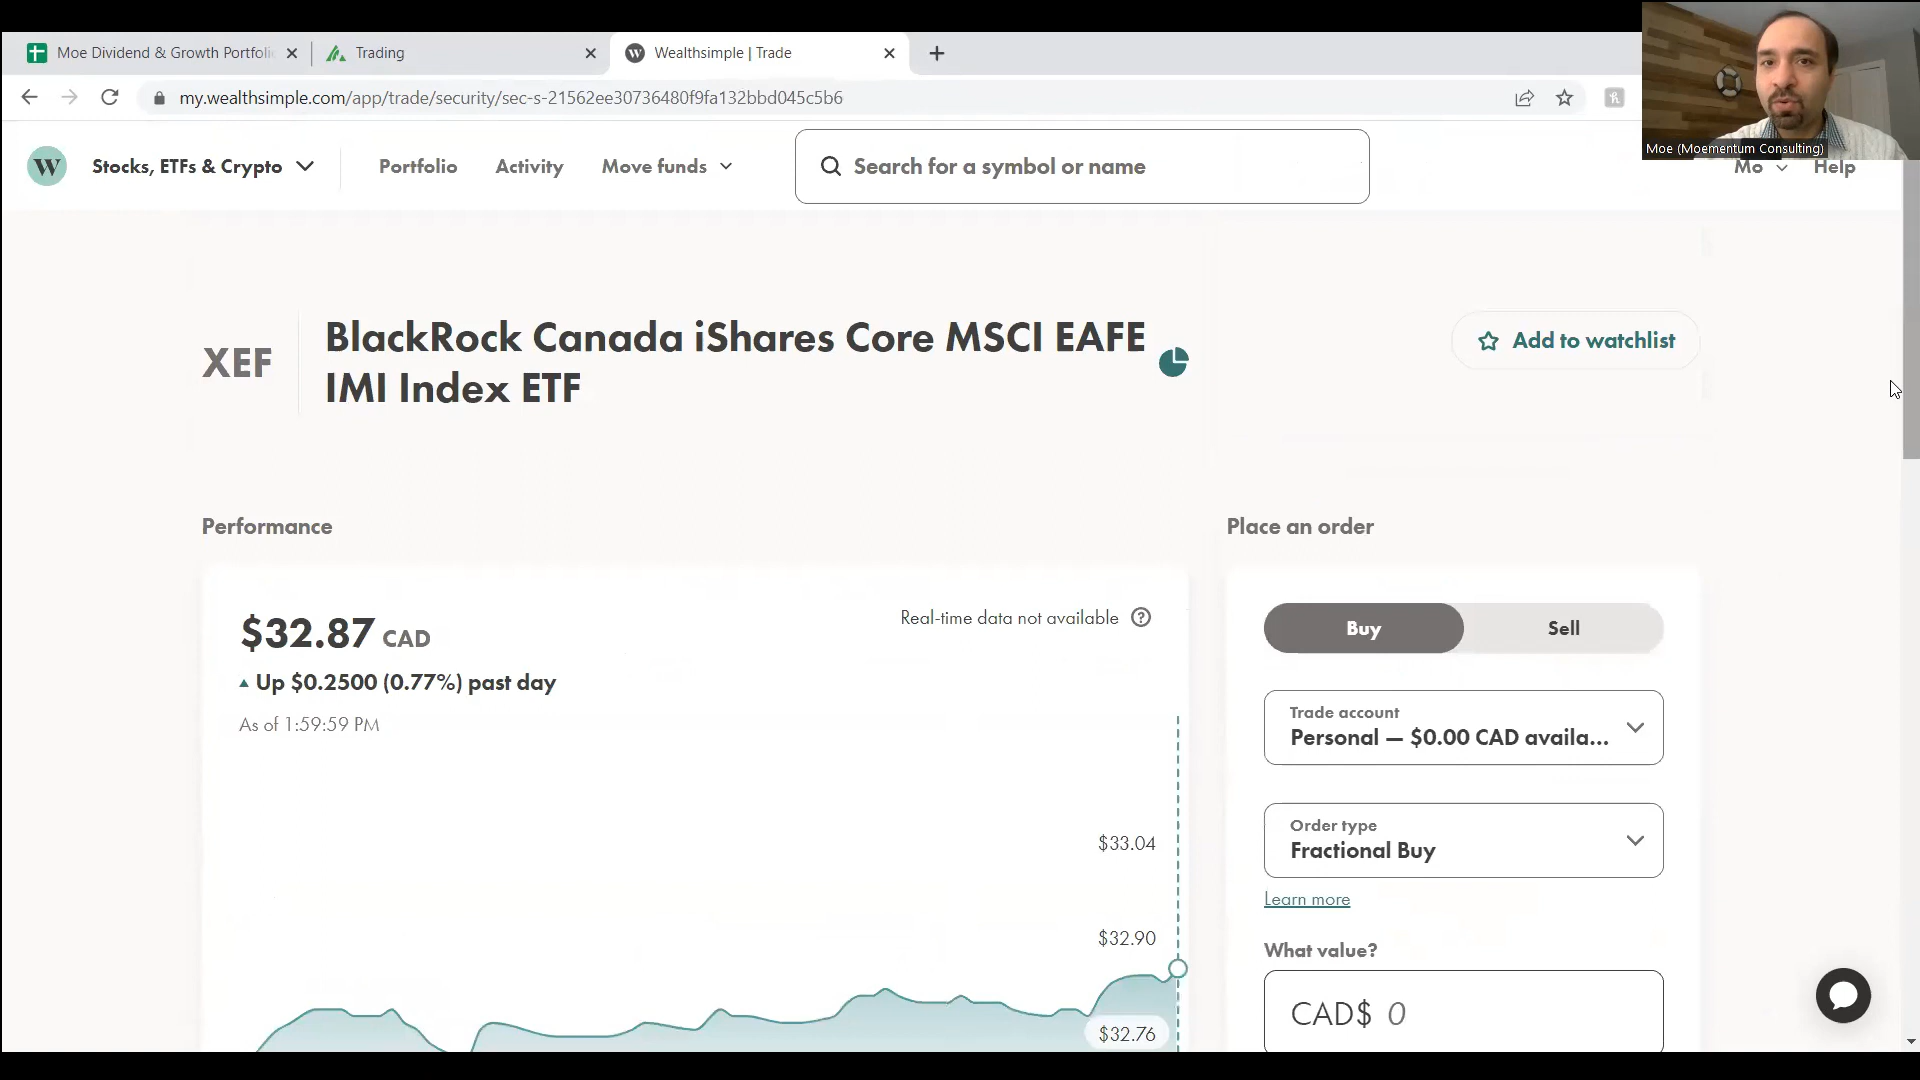 Moe Dividend & Growth Portfolio
Trading
Wealthsimple | Trade
my.wealthsimple.com/app/trade/security/sec-s-21562ee30736480f9fa132bbd045c5b6
W
Stocks, ETFs & Crypto
Portfolio
Activity
Move funds
Search for a symbol or name
Moe (Moementum Consulting)
Mo
Help
XEF
BlackRock Canada iShares Core MSCI EAFE
IMI Index ETF
Add to watchlist
Performance
$32.87 CAD
Real-time data not available
Up $0.2500 (0.77%) past day
As of 1:59:59 PM
$33.04
$32.90
$32.76
Place an order
Buy
Sell
Trade account
Personal — $0.00 CAD availa...
Order type
Fractional Buy
Learn more
What value?
CAD$ 0